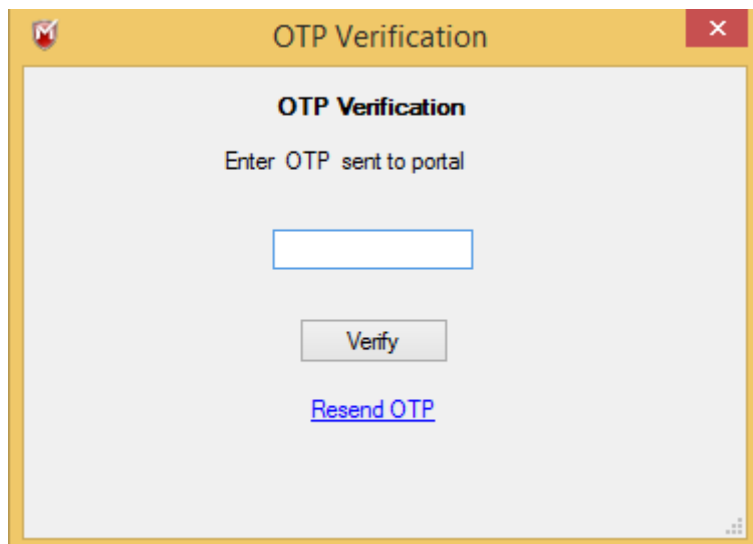 OTP Verification
OTP Verification
Enter OTP sent to portal
Verify
Resend OTP